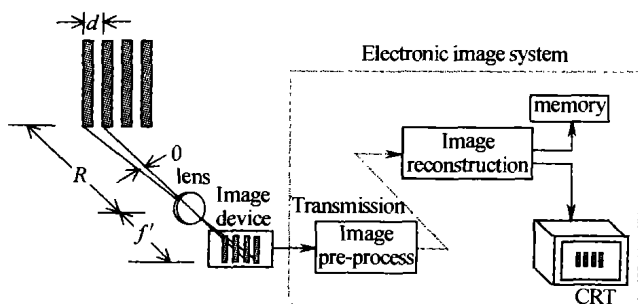 d
Electronic image system
memory
Image
reconstruction
0
R
lens
Image
device
Transmission
f'
Image
pre-process
CRT